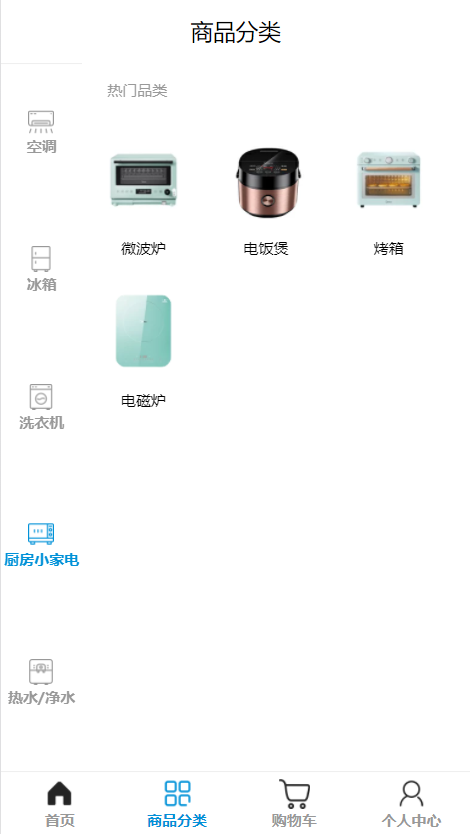 商品分类
热门品类
空调
冰箱
洗衣机
厨房小家电
热水/净水
微波炉
电饭煲
烤箱
电磁炉
首页
商品分类
购物车
个人中心